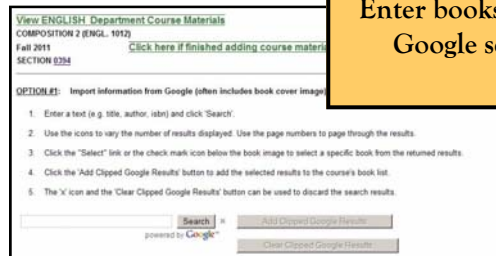 View ENGLISH Department Course Materials
COMPOSITION 2 (ENGL. 1012)
Fall 2011 Click here if finished adding course materia
SECTION 0394
Enter books
Google se
OPTION #1: Import information from Google (often includes book cover image)
1. Enter a text (e.g. title, author, isbn) and click 'Search'.
2. Use the icons to vary the number of results displayed. Use the page numbers to page through the results.
3. Click the "Select" link or the check mark icon below the book image to select a specific book from the returned results.
4. Click the 'Add Clipped Google Results' button to add the selected results to the course's book list.
5. The 'x' icon and the 'Clear Clipped Google Results' button can be used to discard the search results.
Search × Add Clipped Google Results
powered by Google™
Clear Clipped Google Results